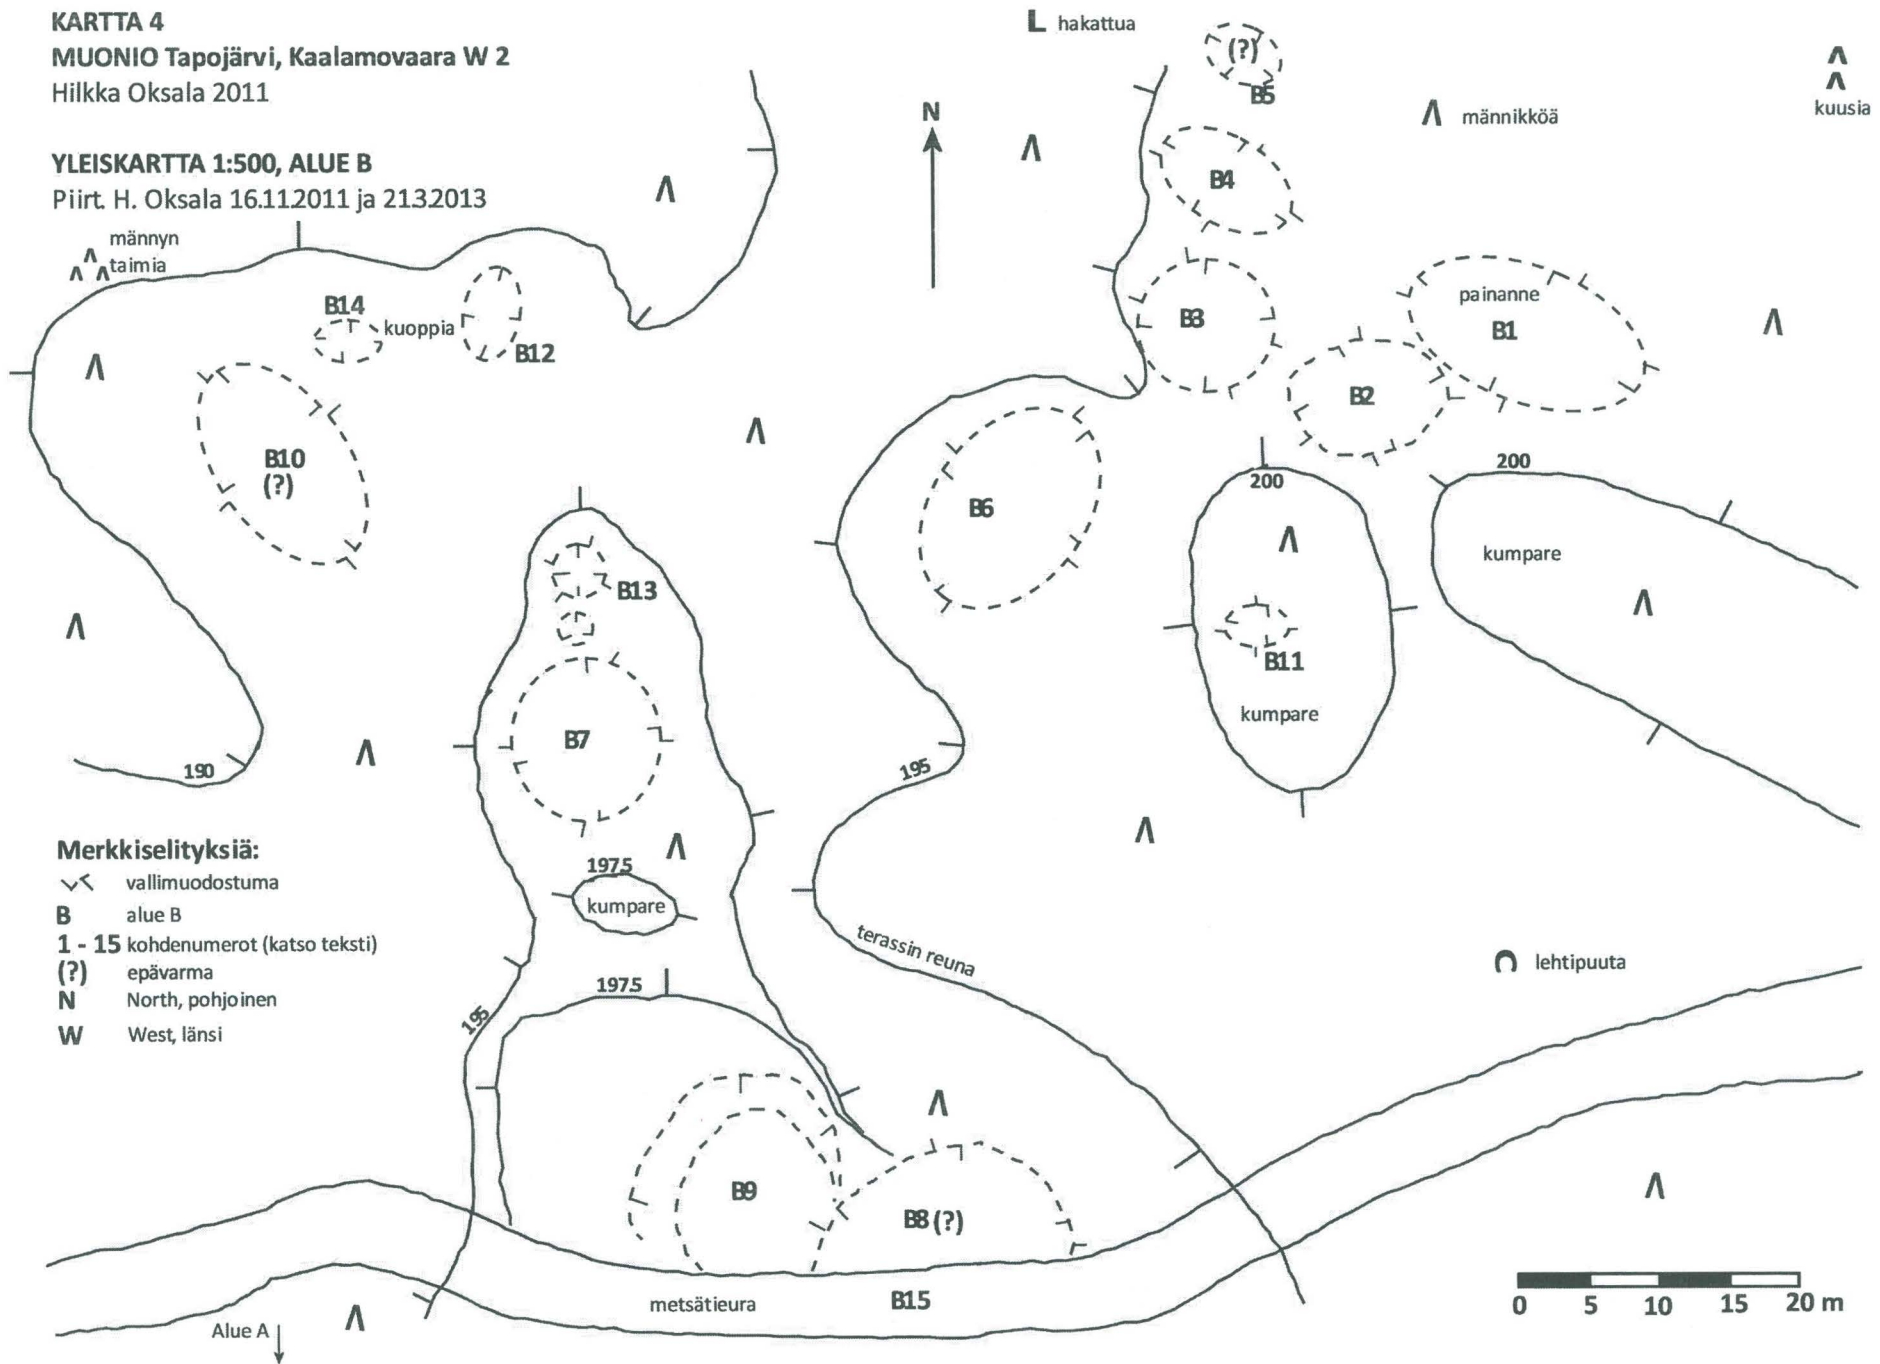 KARTTA 4
MUONIO Tapojärvi, Kaalamovaara W 2
Hilkka Oksala 2011
YLEISKARTTA 1:500, ALUE B
Piirt. H. Oksala 16.11.2011 ja 21.3.2013
L hakattua
(?)
B5
kuusia
männikköä
N
B4
männyn
taimia
B14
kuoppia
B12
B3
painanne
B1
B2
B10
(?)
200
200
B6
kumpare
B13
B11
kumpare
B7
190
195
197.5
kumpare
Merkkiselityksiä:
vallimuodostuma
B alue B
1 - 15 kohdenumerot (katso teksti)
(?) epävarma
N North, pohjoinen
W West, länsi
terassin reuna
lehtipuuta
197.5
195
B9
B8 (?)
metsätieura
B15
Alue A
0 5 10 15 20 m